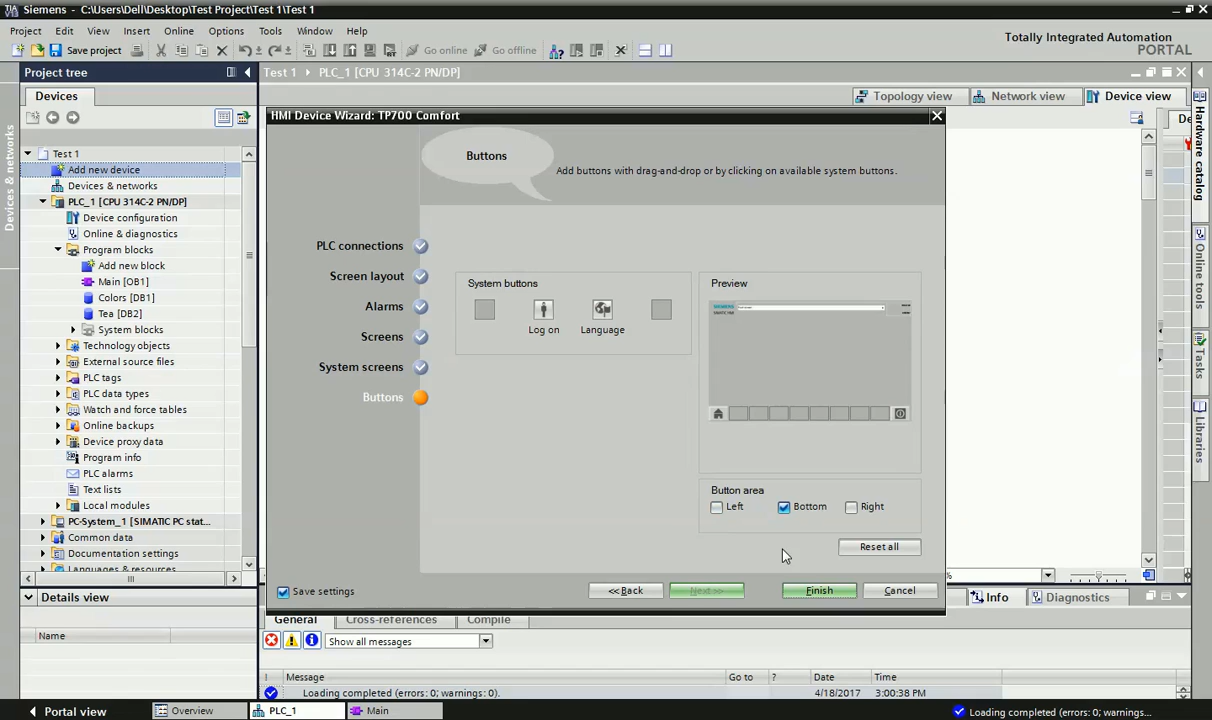 Siemens - C:\Users\Dell\Desktop\Test Project\Test 1\Test 1
Project Edit View Insert Online Options Tools Window Help
Totally Integrated Automation
PORTAL
Save project Go online Go offline
Project tree
Test 1 PLC_1 [CPU 314C-2 PN/DP]
Devices
Topology view Network view Device view
Devices & networks
Test 1
Add new device
Devices & networks
PLC_1 [CPU 314C-2 PN/DP]
Device configuration
Online & diagnostics
Program blocks
Add new block
Main [OB1]
Colors [DB1]
Tea [DB2]
System blocks
Technology objects
External source files
PLC tags
PLC data types
Watch and force tables
Online backups
Device proxy data
Program info
PLC alarms
Text lists
Local modules
PC-System_1 [SIMATIC PC stat...
Common data
Documentation settings
Languages & resources
Details view
Name
HMI Device Wizard: TP700 Comfort
Buttons
Add buttons with drag-and-drop or by clicking on available system buttons.
PLC connections
Screen layout
Alarms
Screens
System screens
Buttons
System buttons
Log on Language
Preview
SIEMENS
SIMATIC HMI
Button area
Left Bottom Right
Reset all
Save settings
<<Back Next>> Finish Cancel
De
Hardware catalog
Online tools
Tasks
Libraries
%
Info Diagnostics
General Cross-references Compile
Show all messages
! Message Go to ? Date Time
Loading completed (errors: 0; warnings: 0). 4/18/2017 3:00:38 PM
Portal view Overview PLC_1 Main
Loading completed (errors: 0; warnings...